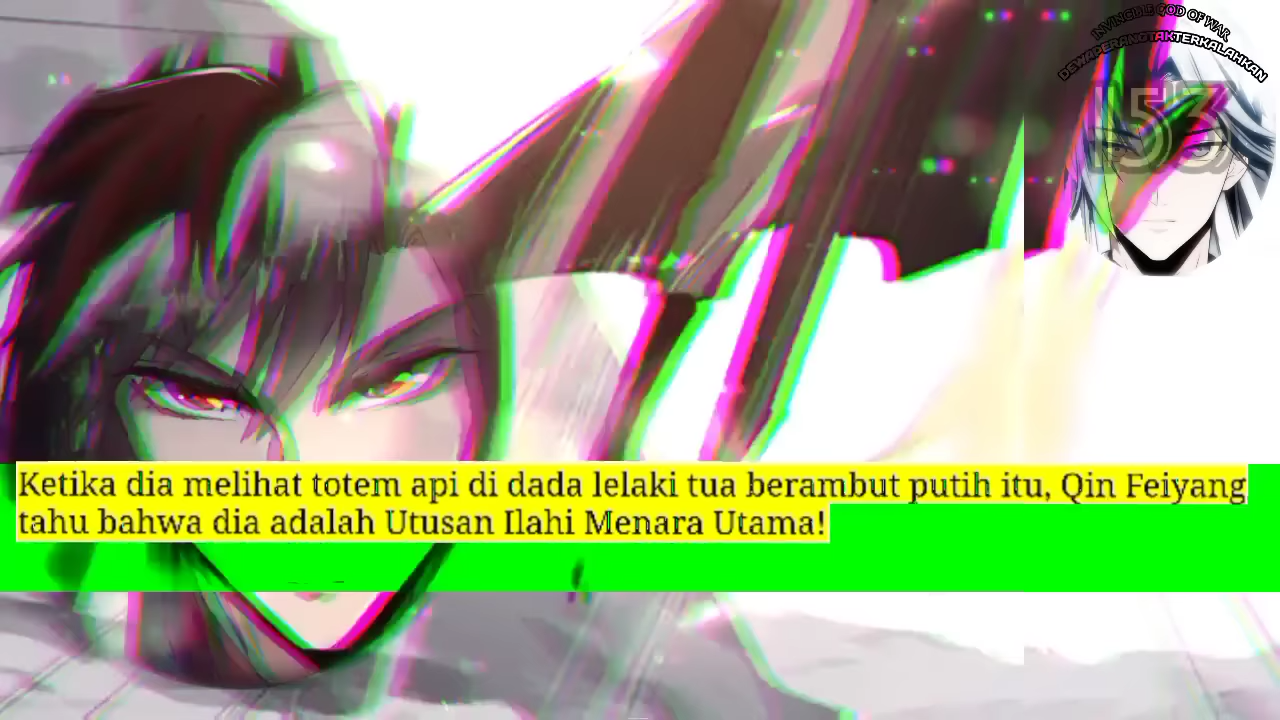 INVINCIBLE GOD OF WAR
DEWAPERANGTAKTERKALAHKAN
153
Ketika dia melihat totem api di dada lelaki tua berambut putih itu, Qin Feiyang
tahu bahwa dia adalah Utusan Ilahi Menara Utama!